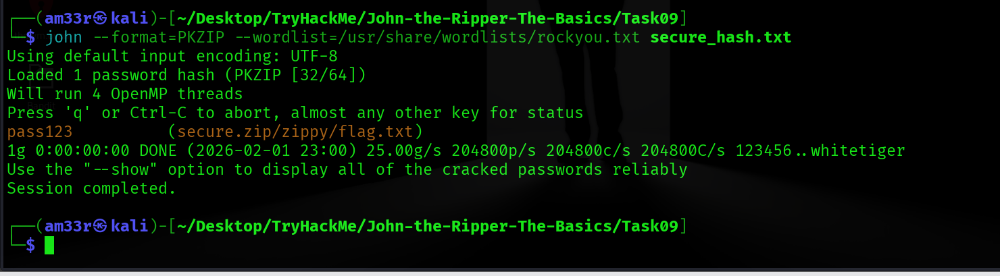 ┌──(am33r㉿kali)-[~/Desktop/TryHackMe/John-the-Ripper-The-Basics/Task09]
└─$ john --format=PKZIP --wordlist=/usr/share/wordlists/rockyou.txt secure_hash.txt
Using default input encoding: UTF-8
Loaded 1 password hash (PKZIP [32/64])
Will run 4 OpenMP threads
Press 'q' or Ctrl-C to abort, almost any other key for status
pass123          (secure.zip/zippy/flag.txt)
1g 0:00:00:00 DONE (2026-02-01 23:00) 25.00g/s 204800p/s 204800c/s 204800C/s 123456..whitetiger
Use the "--show" option to display all of the cracked passwords reliably
Session completed.
┌──(am33r㉿kali)-[~/Desktop/TryHackMe/John-the-Ripper-The-Basics/Task09]
└─$